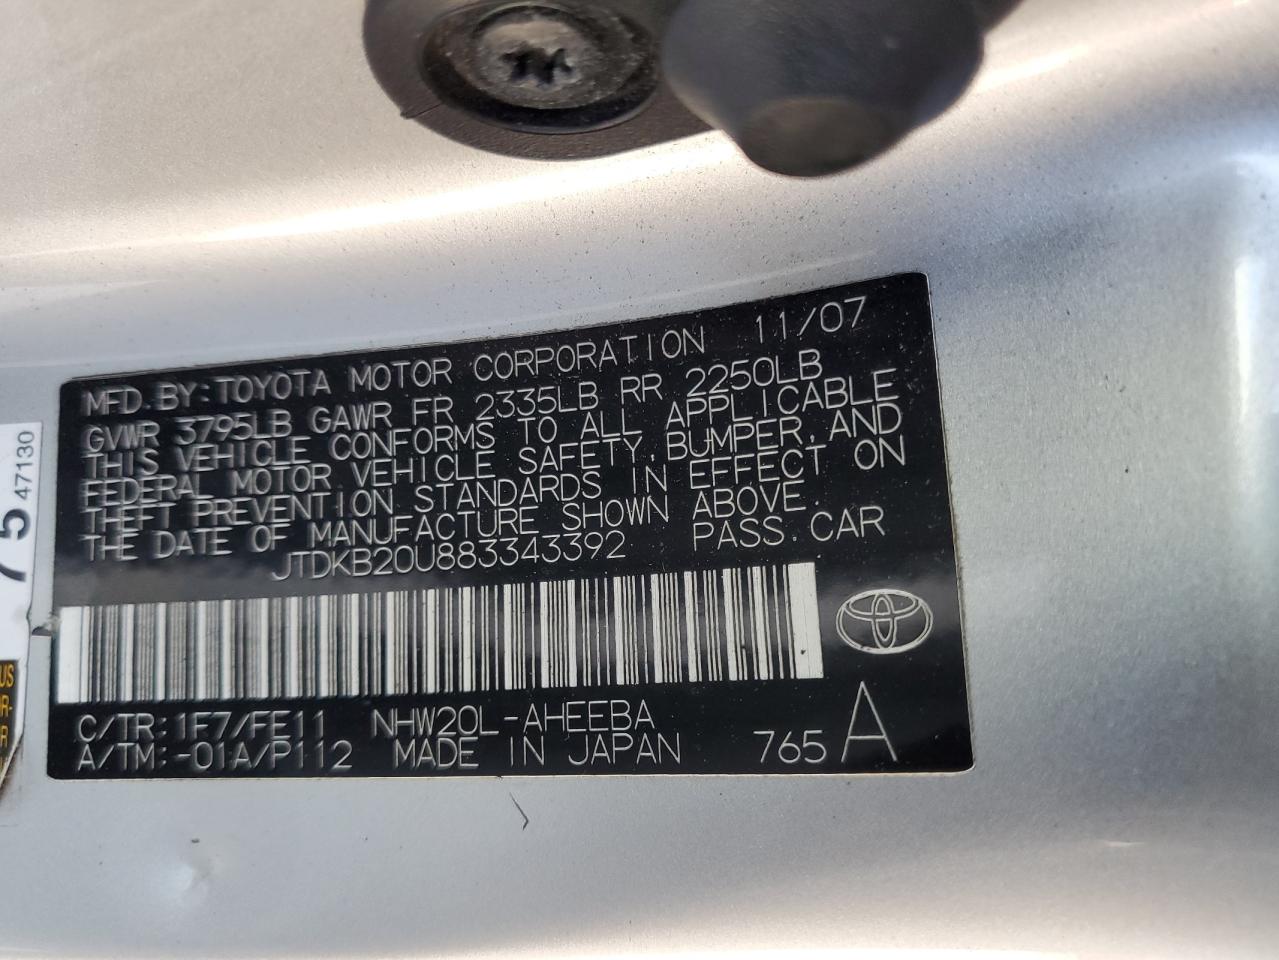 MFD. BY: TOYOTA MOTOR CORPORATION 11/07
GVWR 3795LB GAWR FR 2335LB RR 2250LB
THIS VEHICLE CONFORMS TO ALL APPLICABLE
FEDERAL MOTOR VEHICLE SAFETY, BUMPER, AND
THEFT PREVENTION STANDARDS IN EFFECT ON
THE DATE OF MANUFACTURE SHOWN ABOVE.
JTDKB20U883343392 PASS. CAR
C/TR: 1F7/FE11 NHW20L-AHEEBA
A/TM: -01A/P112 MADE IN JAPAN 765 A
5 47130